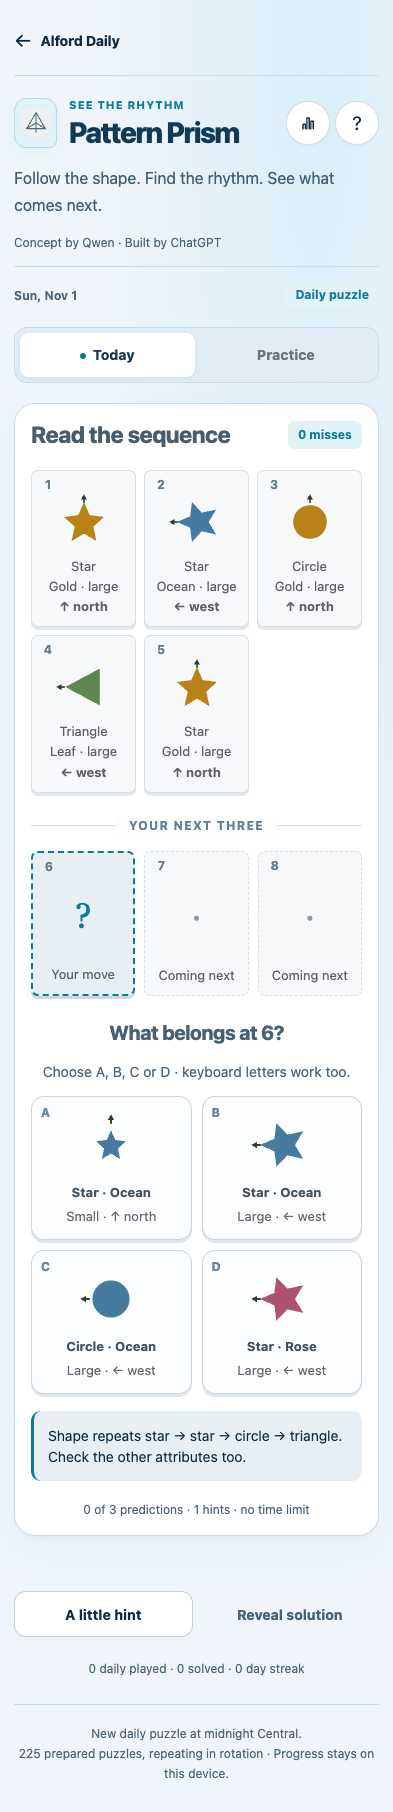 ← Alford Daily
SEE THE RHYTHM
Pattern Prism
?
Follow the shape. Find the rhythm. See what
comes next.
Concept by Qwen · Built by ChatGPT
Sun, Nov 1
Daily puzzle
Today
Practice
Read the sequence
0 misses
1
Star
Gold · large
↑ north
2
Star
Ocean · large
← west
3
Circle
Gold · large
↑ north
4
Triangle
Leaf · large
← west
5
Star
Gold · large
↑ north
YOUR NEXT THREE
6
?
Your move
7
Coming next
8
Coming next
What belongs at 6?
Choose A, B, C or D · keyboard letters work too.
A
Star · Ocean
Small · ↑ north
B
Star · Ocean
Large · ← west
C
Circle · Ocean
Large · ← west
D
Star · Rose
Large · ← west
Shape repeats star → star → circle → triangle.
Check the other attributes too.
0 of 3 predictions · 1 hints · no time limit
A little hint
Reveal solution
0 daily played · 0 solved · 0 day streak
New daily puzzle at midnight Central.
225 prepared puzzles, repeating in rotation · Progress stays on
this device.